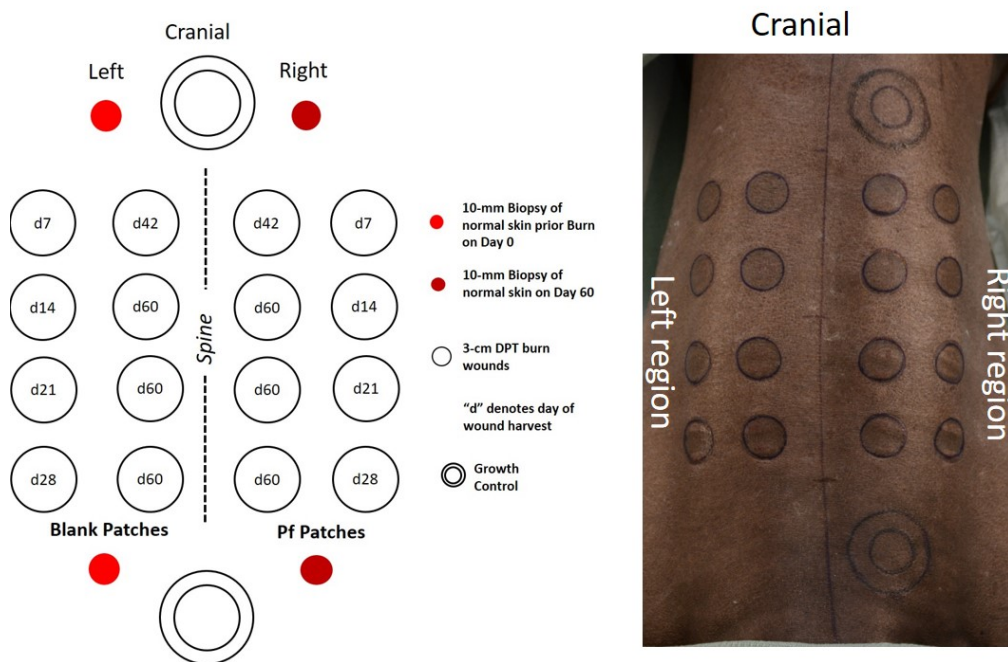 Cranial
Left
Right
d7
d42
d42
d7
d14
d60
d60
d14
d21
d60
d60
d21
d28
d60
d60
d28
Spine
Blank Patches
Pf Patches
10-mm Biopsy of
normal skin prior Burn
on Day 0
10-mm Biopsy of
normal skin on Day 60
3-cm DPT burn
wounds
“d” denotes day of
wound harvest
Growth
Control
Cranial
Left region
Right region